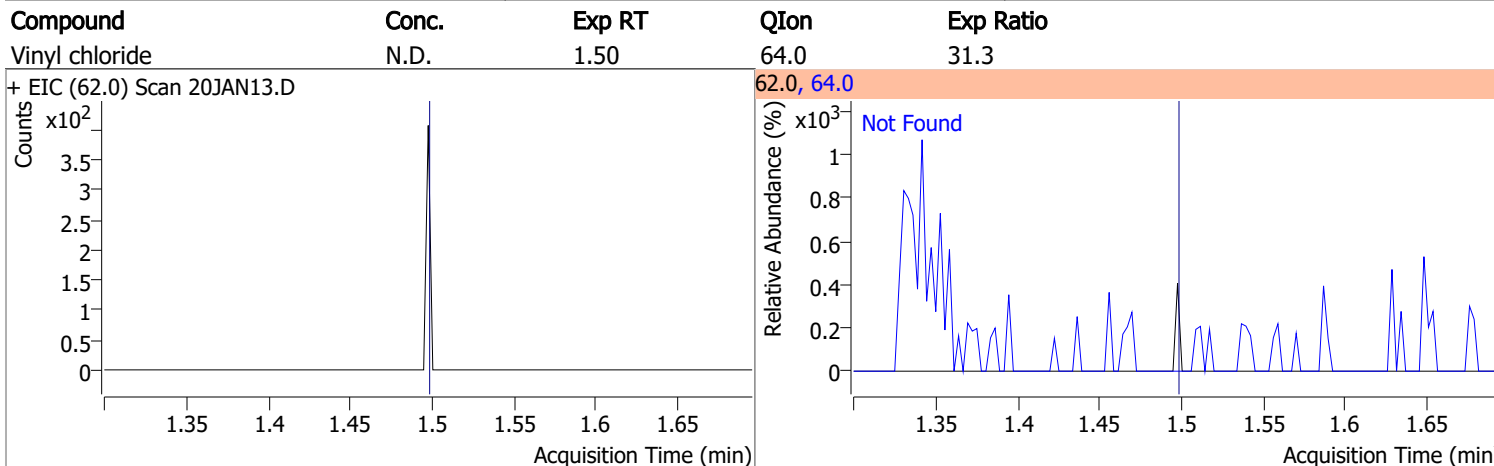 Compound Conc. Exp RT QIon Exp Ratio
Vinyl chloride N.D. 1.50 64.0 31.3
+ EIC (62.0) Scan 20JAN13.D
Counts
x10²
3.5
3
2.5
2
1.5
1
0.5
0
1.35 1.4 1.45 1.5 1.55 1.6 1.65
Acquisition Time (min)
62.0, 64.0
Relative Abundance (%)
x10³
Not Found
1
0.8
0.6
0.4
0.2
0
1.35 1.4 1.45 1.5 1.55 1.6 1.65
Acquisition Time (min